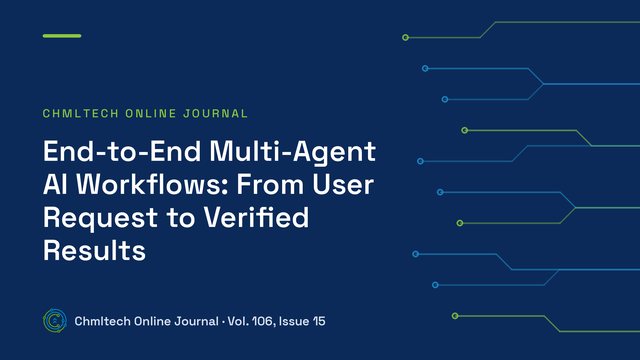 CHMLTECH ONLINE JOURNAL
End-to-End Multi-Agent
AI Workflows: From User
Request to Verified
Results
Chmltech Online Journal · Vol. 106, Issue 15